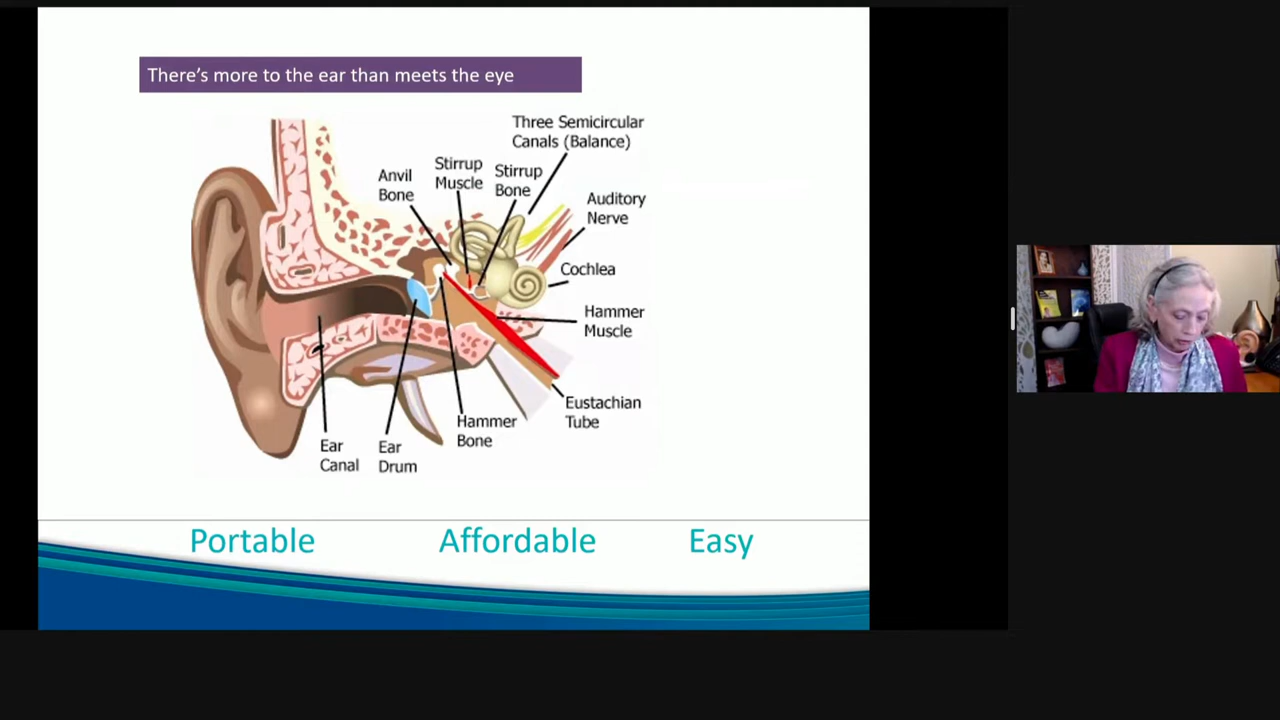 There's more to the ear than meets the eye
Three Semicircular
Canals (Balance)
Stirrup
Muscle
Stirrup
Bone
Anvil
Bone
Auditory
Nerve
Cochlea
Hammer
Muscle
Eustachian
Tube
Hammer
Bone
Ear
Canal
Ear
Drum
Portable
Affordable
Easy